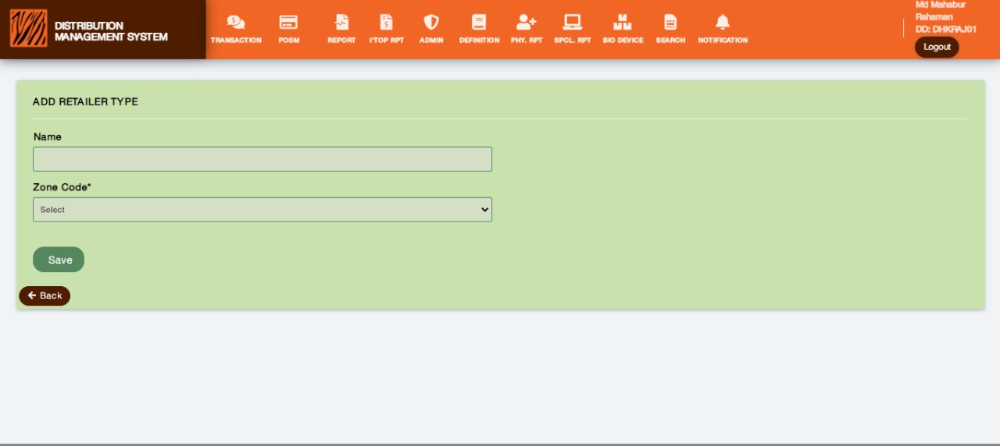 DISTRIBUTION
MANAGEMENT SYSTEM
TRANSACTION
POSM
REPORT
I'TOP RPT
ADMIN
DEFINITION
PHY. RPT
SPCL. RPT
BIO DEVICE
SEARCH
NOTIFICATION
Md Mahabur
Rahaman
DD: DHKRAJ01
Logout
ADD RETAILER TYPE
Name
Zone Code*
Select
Save
Back